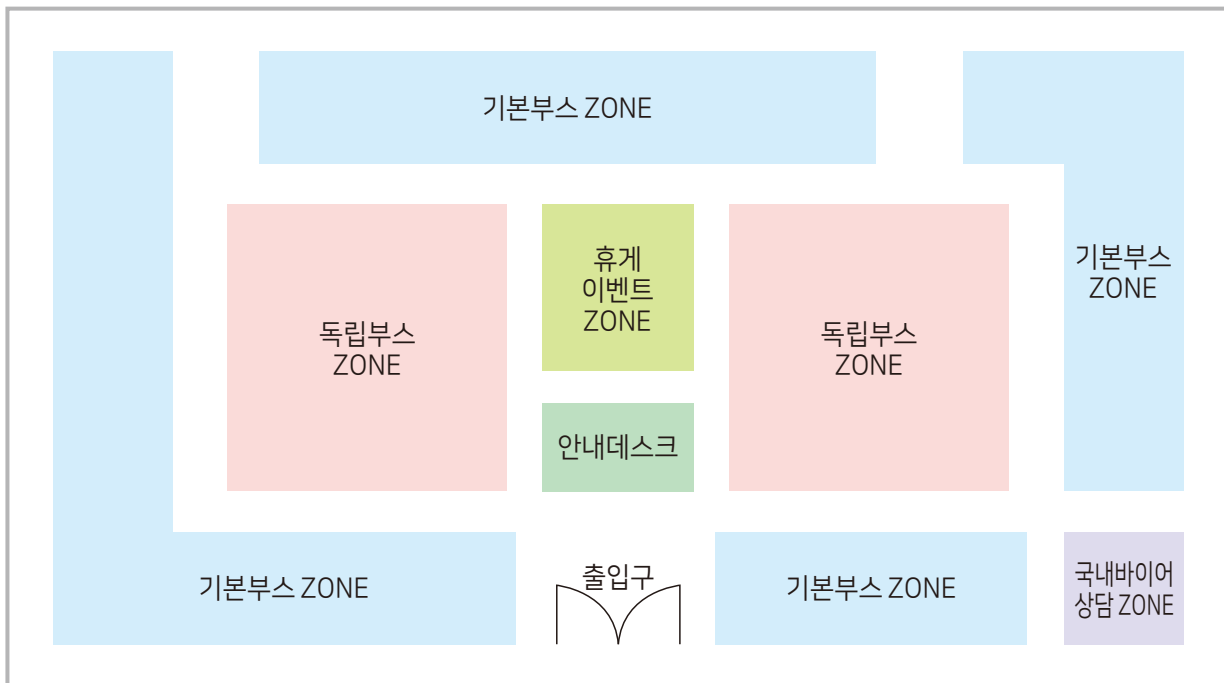 기본부스 ZONE
휴게
이벤트
ZONE
기본부스
ZONE
독립부스
ZONE
독립부스
ZONE
안내데스크
출입구
기본부스 ZONE
기본부스 ZONE
국내바이어
상담 ZONE